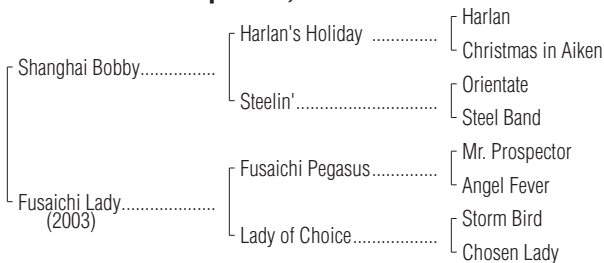 Harlan
Harlan's Holiday ..............
Christmas in Aiken
Shanghai Bobby................
Orientate
Steelin'..............................
Steel Band
Mr. Prospector
Fusaichi Pegasus..............
Angel Fever
Fusaichi Lady....................
(2003)
Storm Bird
Lady of Choice..................
Chosen Lady